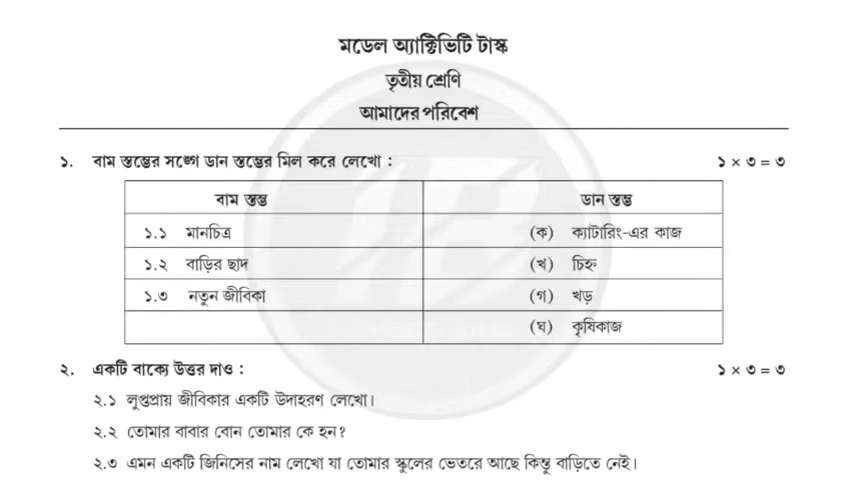 মডেল অ্যাক্টিভিটি টাস্ক
তৃতীয় শ্রেণি
আমাদের পরিবেশ
১. বাম স্তম্ভের সঙ্গে ডান স্তম্ভের মিল করে লেখো : ১ × ৩ = ৩
বাম স্তম্ভ ডান স্তম্ভ
১.১ মানচিত্র (ক) ক্যাটারিং-এর কাজ
১.২ বাড়ির ছাদ (খ) চিহ্ন
১.৩ নতুন জীবিকা (গ) খড়
(ঘ) কৃষিকাজ
২. একটি বাক্যে উত্তর দাও : ১ × ৩ = ৩
২.১ লুপ্তপ্রায় জীবিকার একটি উদাহরণ লেখো।
২.২ তোমার বাবার বোন তোমার কে হন?
২.৩ এমন একটি জিনিসের নাম লেখো যা তোমার স্কুলের ভেতরে আছে কিন্তু বাড়িতে নেই।